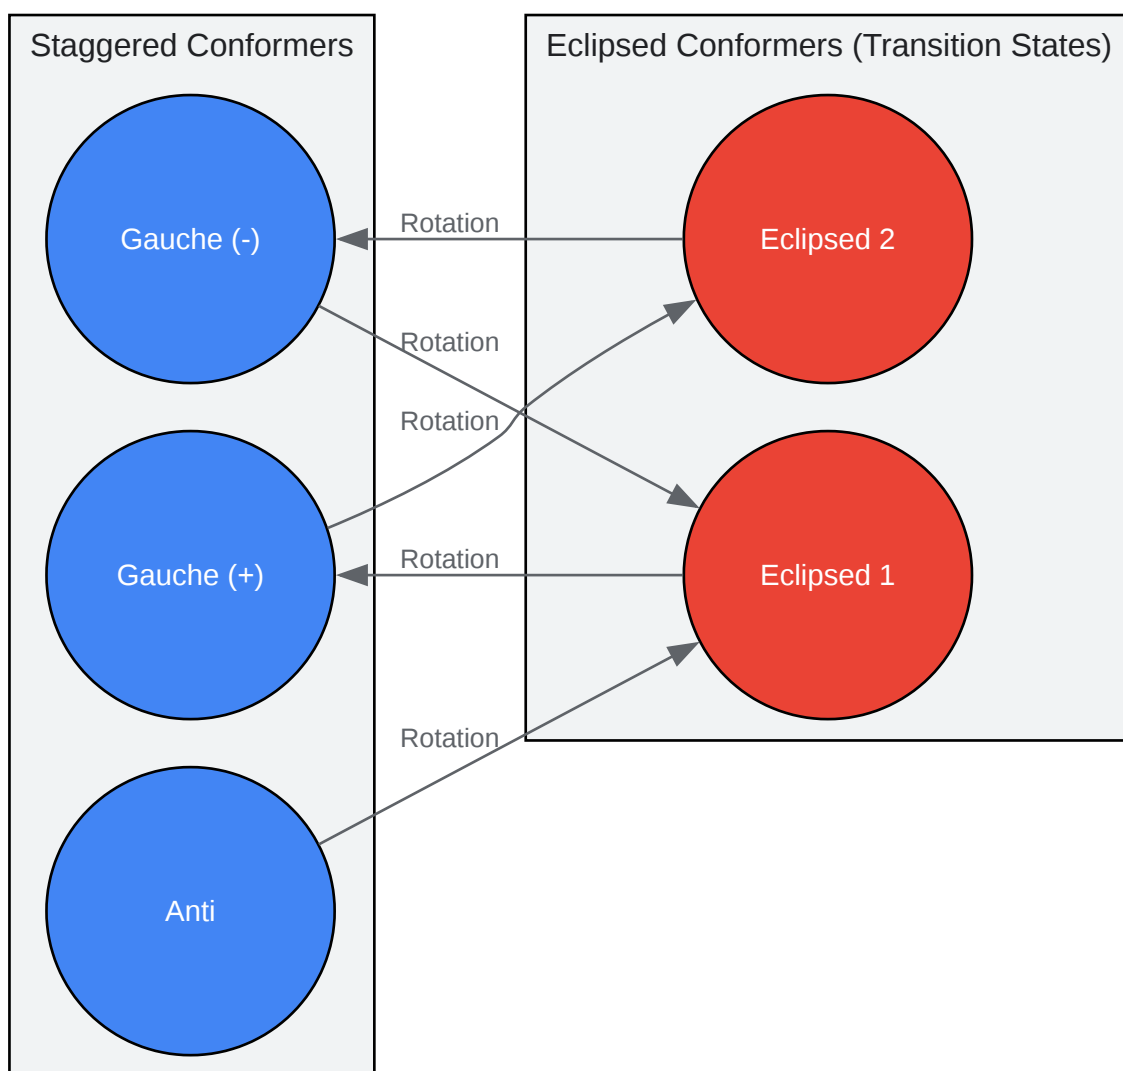 Staggered Conformers
Eclipsed Conformers (Transition States)
Gauche (-)
Rotation
Eclipsed 2
Rotation
Rotation
Gauche (+)
Rotation
Eclipsed 1
Rotation
Anti